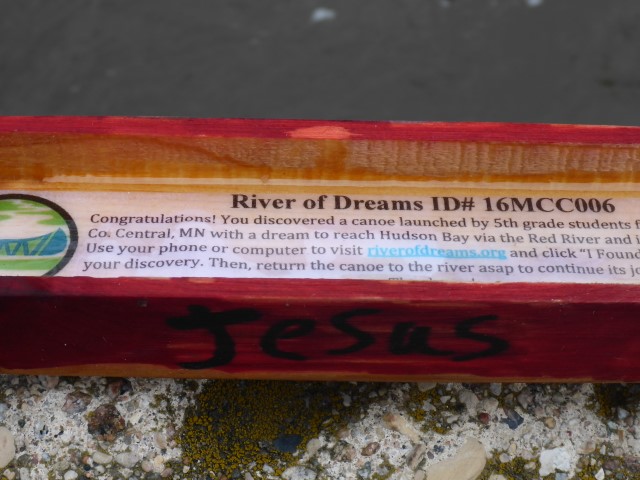 River of Dreams ID# 16MCC006
Congratulations! You discovered a canoe launched by 5th grade students
Co. Central, MN with a dream to reach Hudson Bay via the Red River and
Use your phone or computer to visit riverofdreams.org and click "I Found
your discovery. Then, return the canoe to the river asap to continue its
Jesus